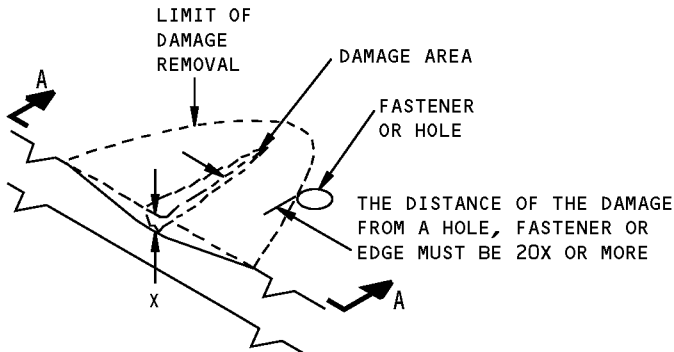 LIMIT OF
DAMAGE
REMOVAL
DAMAGE AREA
A
FASTENER
OR HOLE
THE DISTANCE OF THE DAMAGE
FROM A HOLE, FASTENER OR
EDGE MUST BE 20X OR MORE
X
A